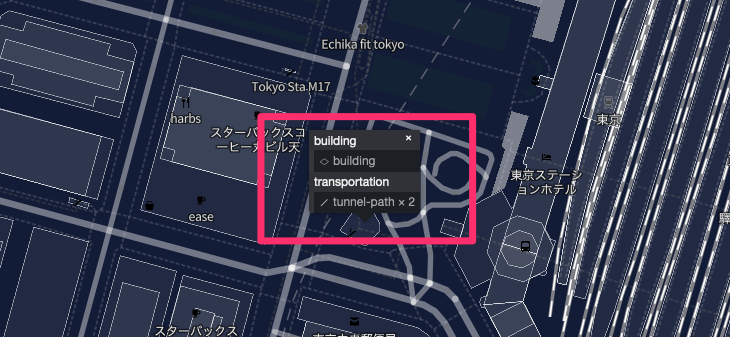 Echika fit tokyo
Tokyo Sta M17
harbs
スターバックスコ
ーヒー丸ビル天
東京
building
×
building
transportation
tunnel-path × 2
東京ステーシ
ョンホテル
ease
スターバックス